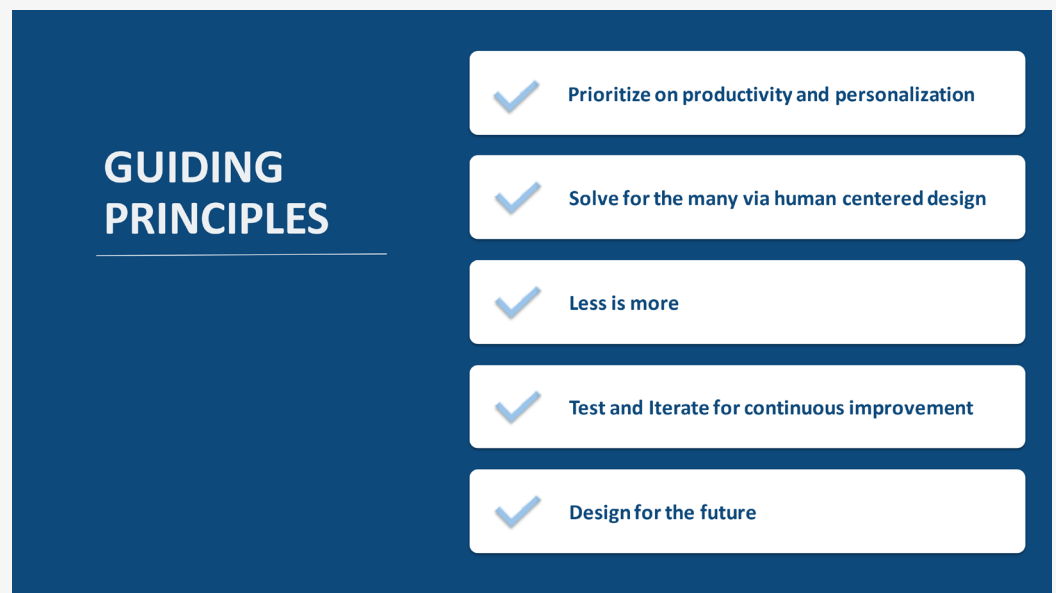 GUIDING
PRINCIPLES
Prioritize on productivity and personalization
Solve for the many via human centered design
Less is more
Test and Iterate for continuous improvement
Design for the future